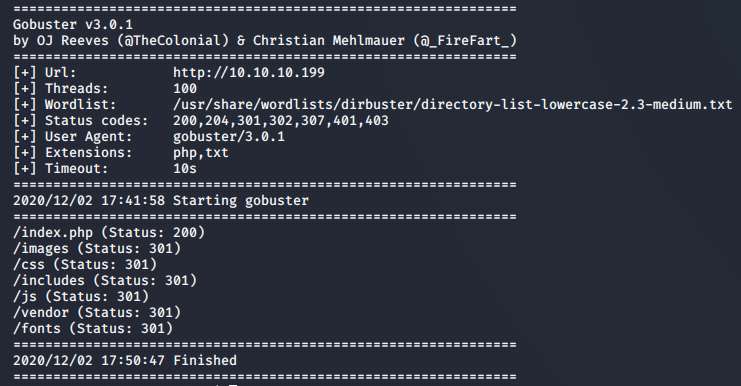 ===============================================================
Gobuster v3.0.1
by OJ Reeves (@TheColonial) & Christian Mehlmauer (@_FireFart_)
===============================================================
[+] Url:            http://10.10.10.199
[+] Threads:        100
[+] Wordlist:       /usr/share/wordlists/dirbuster/directory-list-lowercase-2.3-medium.txt
[+] Status codes:   200,204,301,302,307,401,403
[+] User Agent:     gobuster/3.0.1
[+] Extensions:     php,txt
[+] Timeout:        10s
===============================================================
2020/12/02 17:41:58 Starting gobuster
===============================================================
/index.php (Status: 200)
/images (Status: 301)
/css (Status: 301)
/includes (Status: 301)
/js (Status: 301)
/vendor (Status: 301)
/fonts (Status: 301)
===============================================================
2020/12/02 17:50:47 Finished
===============================================================